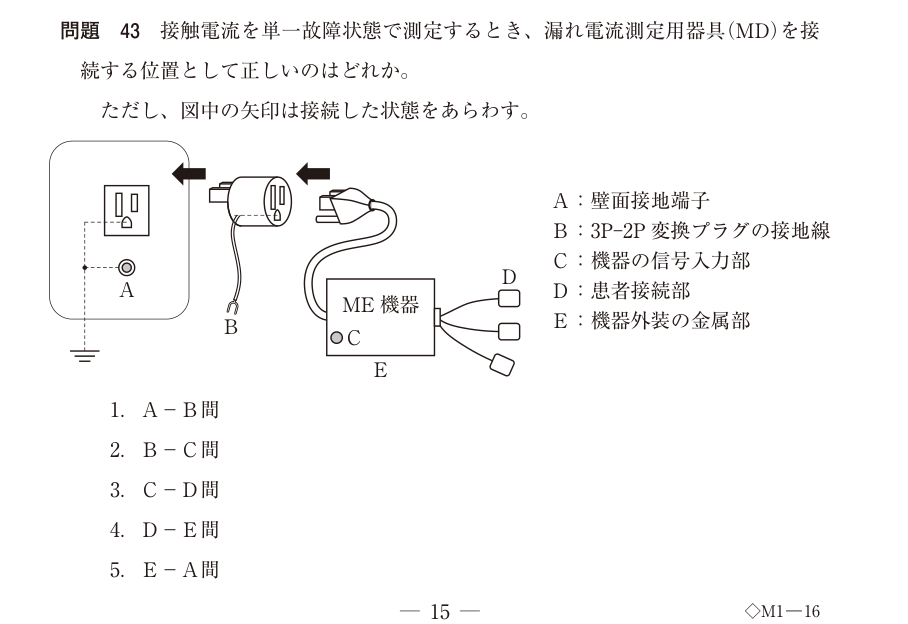 問題 43 接触電流を単一故障状態で測定するとき、漏れ電流測定用器具(MD)を接
続する位置として正しいのはどれか。
ただし、図中の矢印は接続した状態をあらわす。
A:壁面接地端子
B:3P-2P 変換プラグの接地線
C:機器の信号入力部
D:患者接続部
E:機器外装の金属部
A
B
ME 機器
C
D
E
1. A-B間
2. B-C間
3. C-D間
4. D-E間
5. E-A間
― 15 ―
◇M1―16